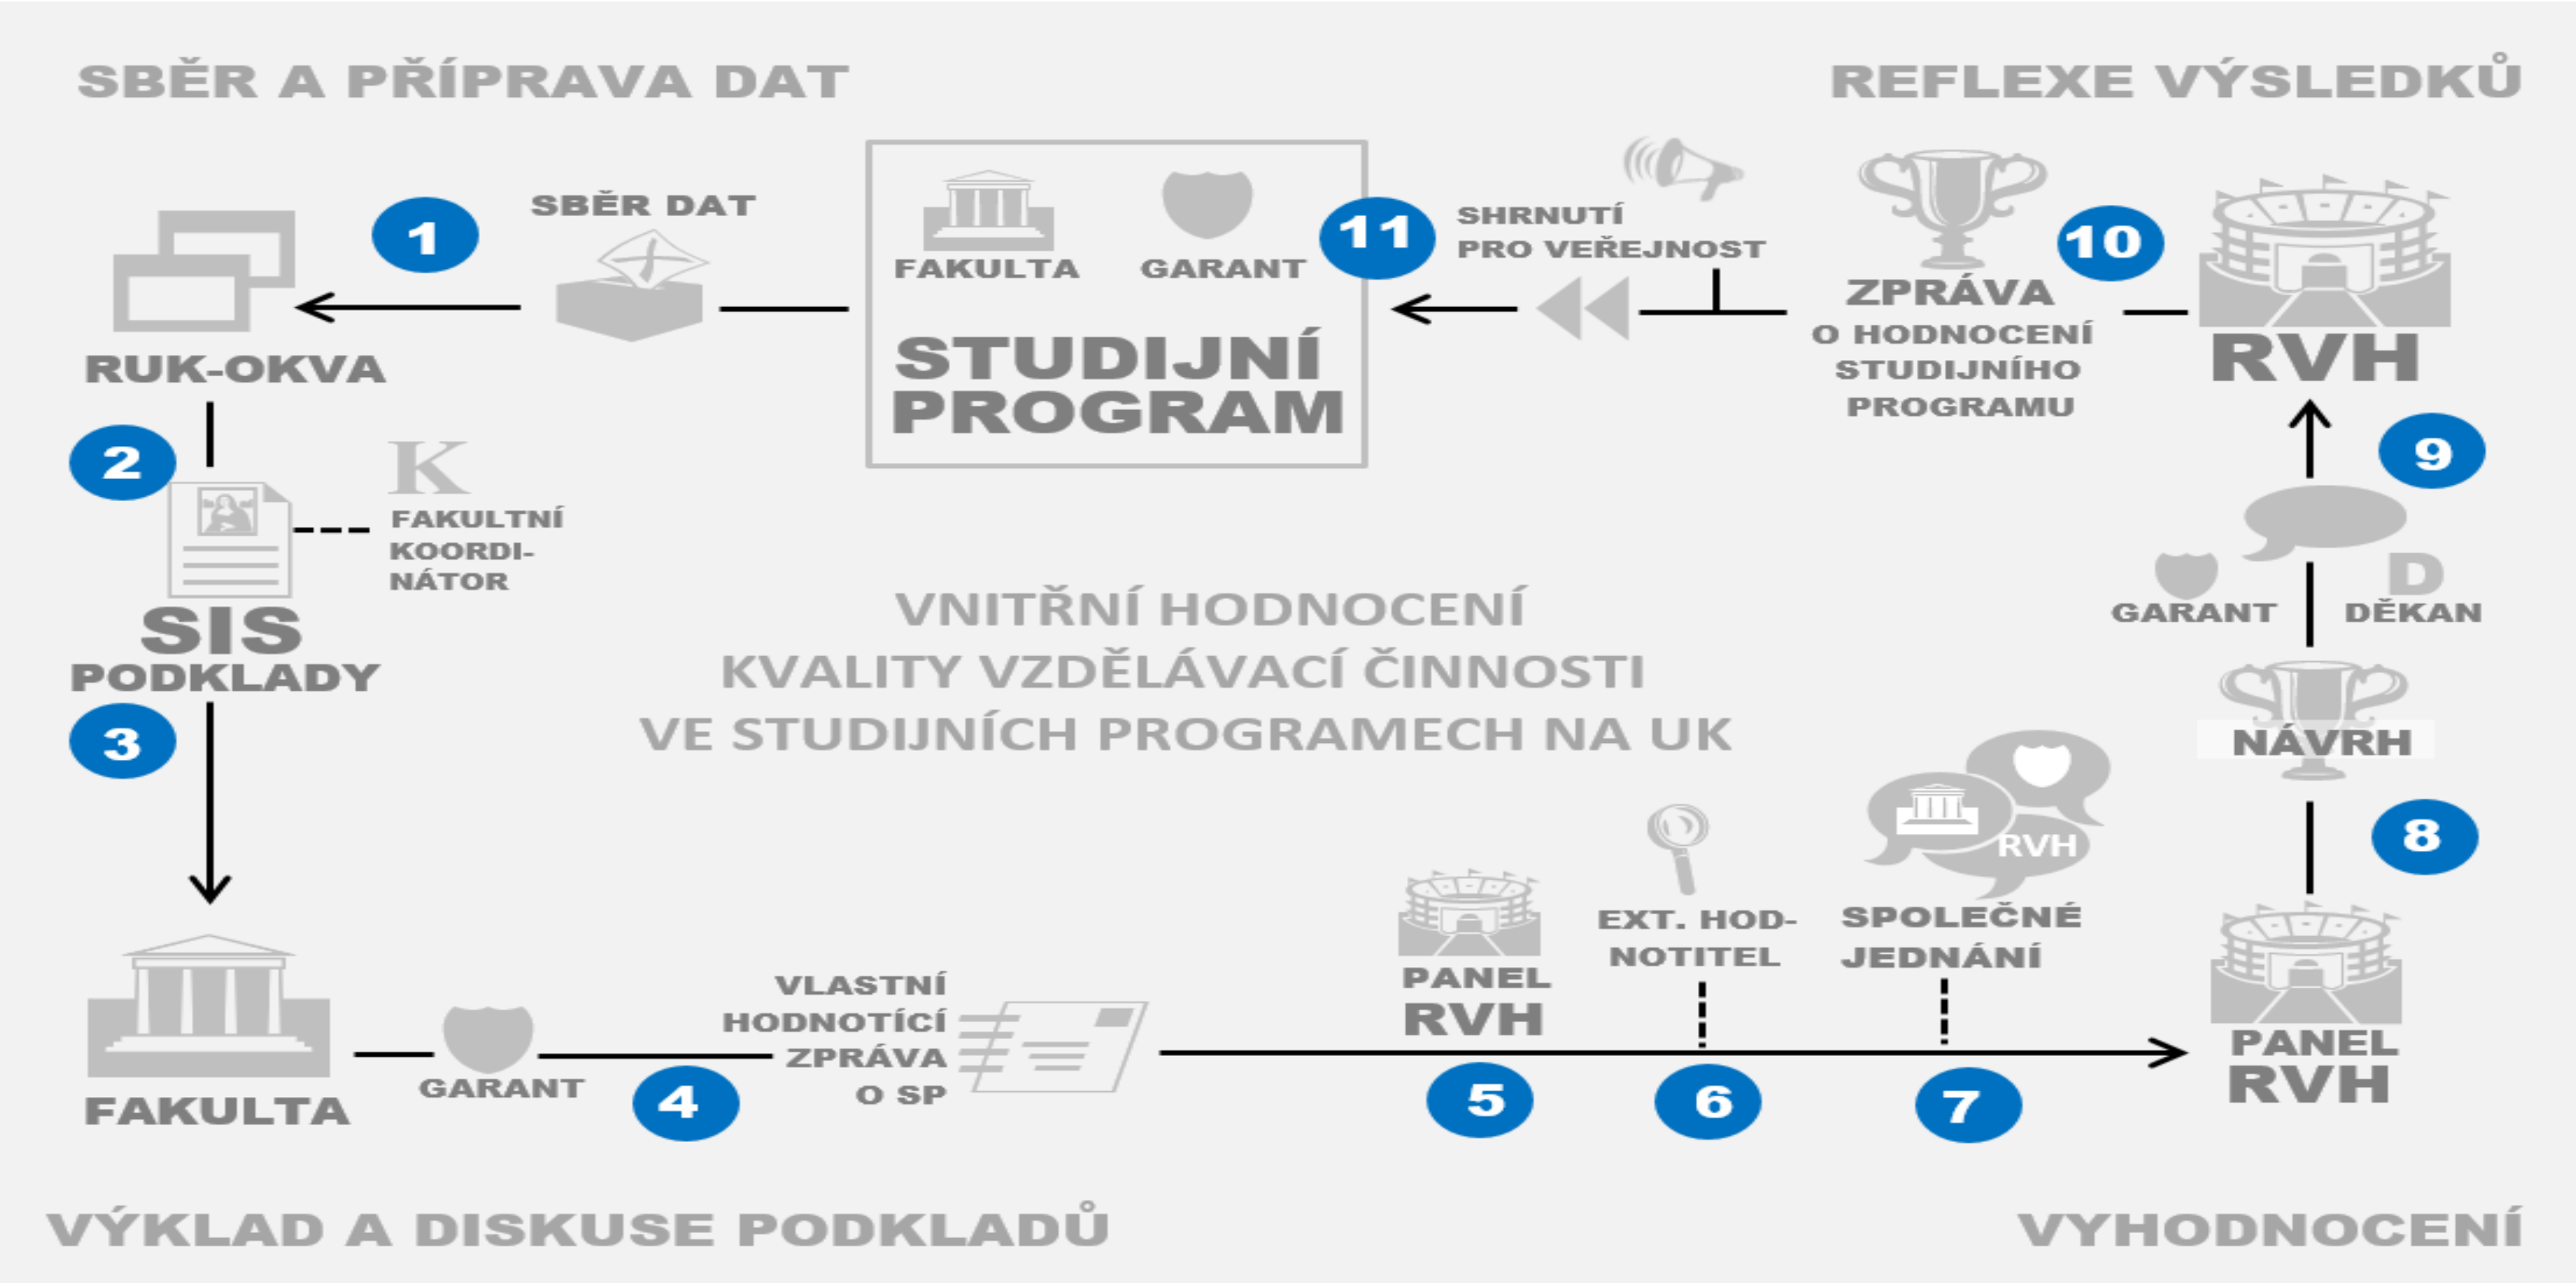 SBĚR A PŘÍPRAVA DAT
REFLEXE VÝSLEDKŮ
1
SBĚR DAT
RUK-OKVA
FAKULTA
GARANT
STUDIJNÍ
PROGRAM
11
SHRNUTÍ
PRO VEŘEJNOST
ZPRÁVA
O HODNOCENÍ
STUDIJNÍHO
PROGRAMU
10
RVH
2
K
FAKULTNÍ
KOORDI-
NÁTOR
SIS
PODKLADY
3
VNITŘNÍ HODNOCENÍ
KVALITY VZDĚLÁVACÍ ČINNOSTI
VE STUDIJNÍCH PROGRAMECH NA UK
9
GARANT
D
DĚKAN
NÁVRH
8
FAKULTA
GARANT
4
VLASTNÍ
HODNOTÍCÍ
ZPRÁVA
O SP
PANEL
RVH
5
EXT. HOD-
NOTITEL
6
RVH
SPOLEČNÉ
JEDNÁNÍ
7
PANEL
RVH
VÝKLAD A DISKUSE PODKLADŮ
VYHODNOCENÍ